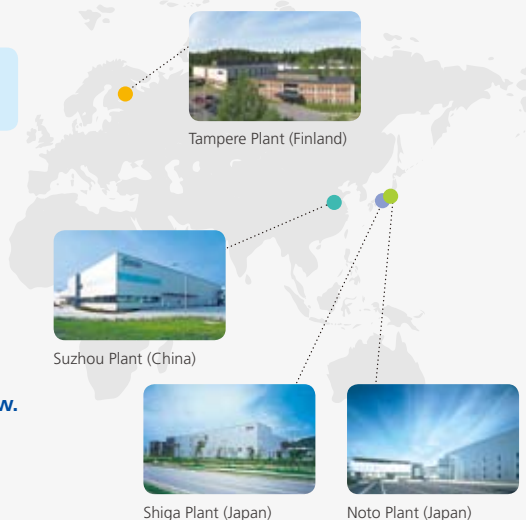 Tampere Plant (Finland)
Suzhou Plant (China)
w.
Shiga Plant (Japan)
Noto Plant (Japan)